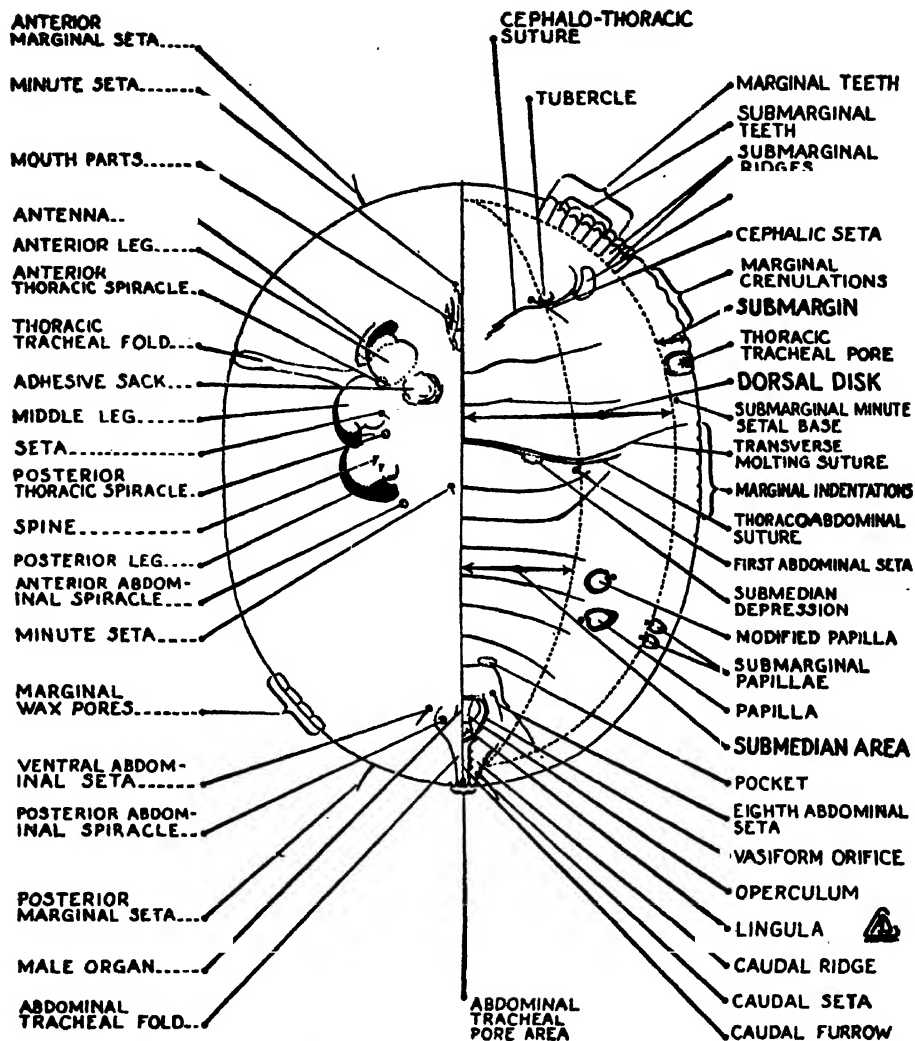 ANTERIOR
MARGINAL SETA
MINUTE SETA
MOUTH PARTS
ANTENNA
ANTERIOR LEG
ANTERIOR
THORACIC SPIRACLE
THORACIC
TRACHEAL FOLD
ADHESIVE SACK
MIDDLE LEG
SETA
POSTERIOR
THORACIC SPIRACLE
SPINE
POSTERIOR LEG
ANTERIOR ABDOM-
INAL SPIRACLE
MINUTE SETA
MARGINAL
WAX PORES
VENTRAL ABDOM-
INAL SETA
POSTERIOR ABDOM-
INAL SPIRACLE
POSTERIOR
MARGINAL SETA
MALE ORGAN
ABDOMINAL
TRACHEAL FOLD
CEPHALO-THORACIC
SUTURE
TUBERCLE
MARGINAL TEETH
SUBMARGINAL
TEETH
SUBMARGINAL
RIDGES
CEPHALIC SETA
MARGINAL
CRENULATIONS
SUBMARGIN
THORACIC
TRACHEAL PORE
DORSAL DISK
SUBMARGINAL MINUTE
SETAL BASE
TRANSVERSE
MOLTING SUTURE
MARGINAL INDENTATIONS
THORACOABDOMINAL
SUTURE
FIRST ABDOMINAL SETA
SUBMEDIAN
DEPRESSION
MODIFIED PAPILLA
SUBMARGINAL
PAPILLAE
PAPILLA
SUBMEDIAN AREA
POCKET
EIGHTH ABDOMINAL
SETA
VASIFORM ORIFICE
OPERCULUM
LINGULA
CAUDAL RIDGE
CAUDAL SETA
CAUDAL FURROW
ABDOMINAL
TRACHEAL
PORE AREA